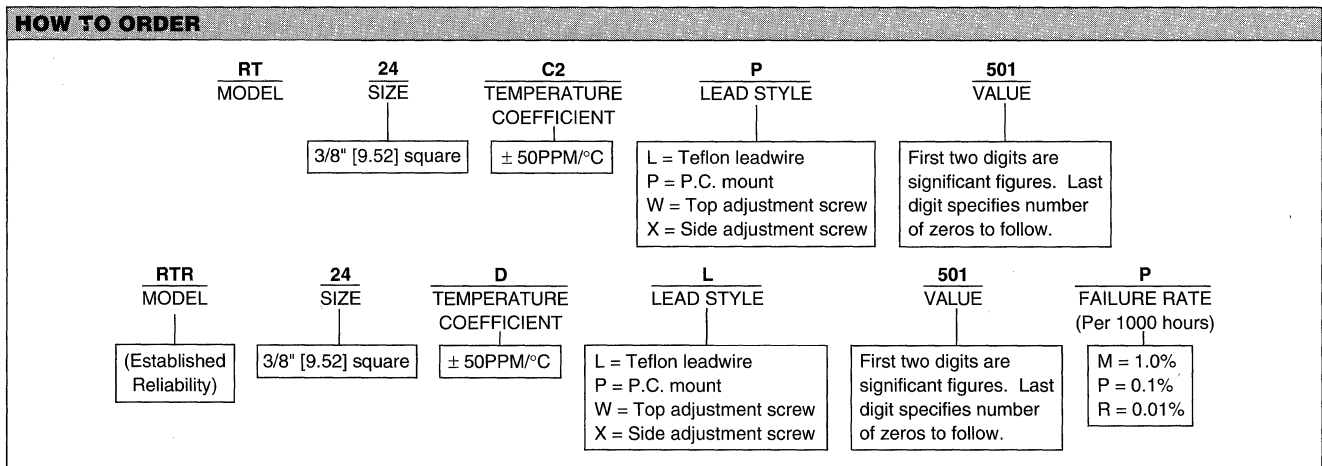 HOW TO ORDER
RT 24 C2 P 501
MODEL SIZE TEMPERATURE COEFFICIENT LEAD STYLE VALUE
3/8" [9.52] square
± 50PPM/°C
L = Teflon leadwire
P = P.C. mount
W = Top adjustment screw
X = Side adjustment screw
First two digits are
significant figures. Last
digit specifies number
of zeros to follow.
RTR 24 D L 501 P
MODEL SIZE TEMPERATURE COEFFICIENT LEAD STYLE VALUE FAILURE RATE
(Per 1000 hours)
(Established
Reliability)
3/8" [9.52] square
± 50PPM/°C
L = Teflon leadwire
P = P.C. mount
W = Top adjustment screw
X = Side adjustment screw
First two digits are
significant figures. Last
digit specifies number
of zeros to follow.
M = 1.0%
P = 0.1%
R = 0.01%